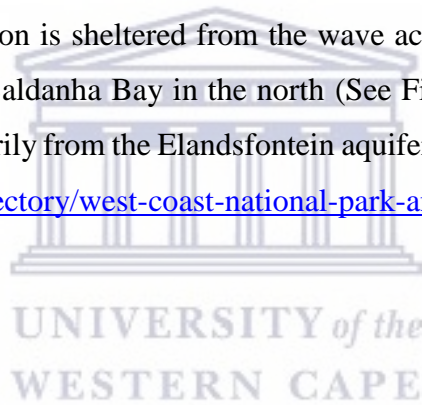 on is sheltered from the wave ac
aldanha Bay in the north (See Fi
rily from the Elandsfontein aquife
ectory/west-coast-national-park-a
UNIVERSITY of the
WESTERN CAPE